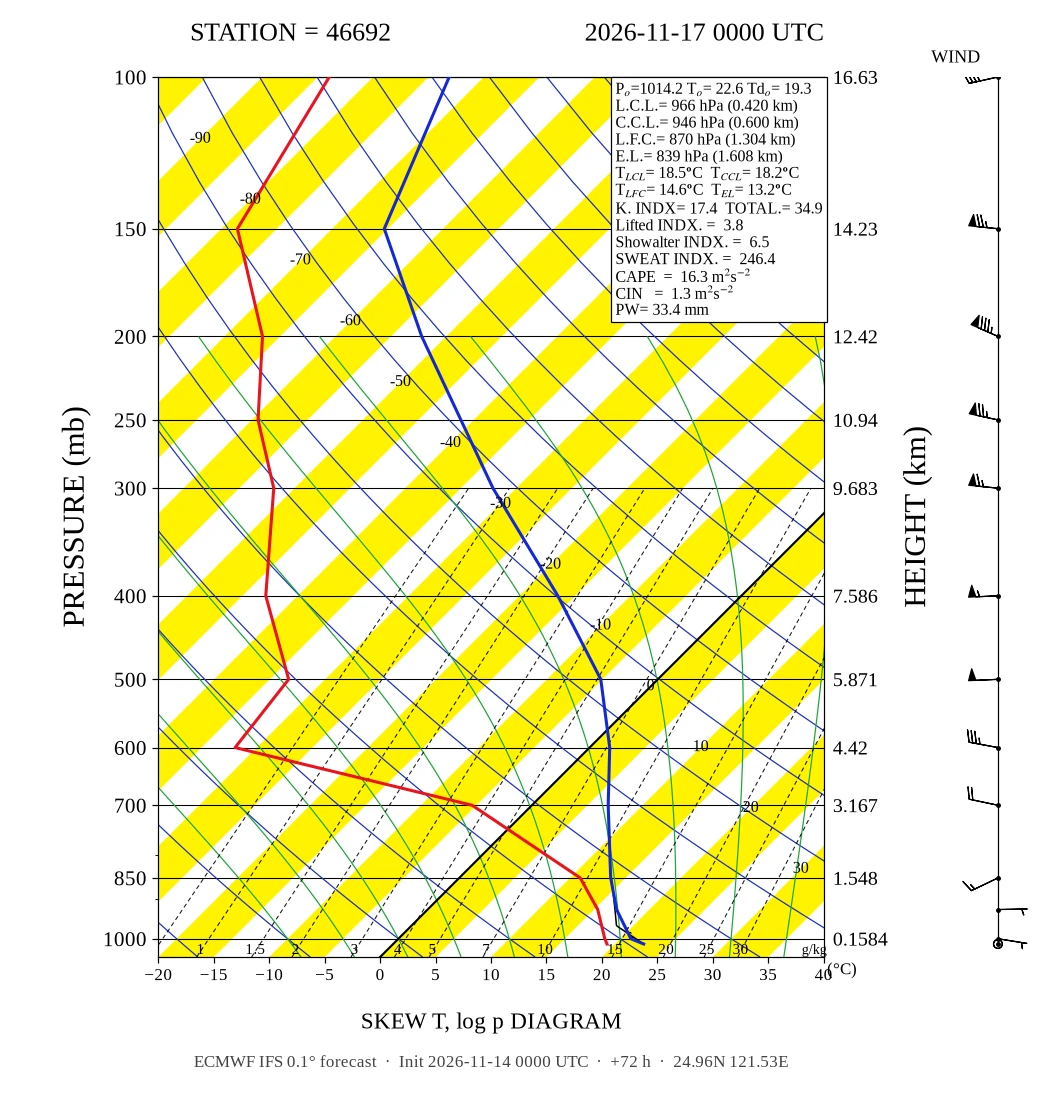 STATION = 46692
2026-11-17 0000 UTC
WIND
100
16.63
P_o=1014.2 T_o= 22.6 Td_o= 19.3
L.C.L.= 966 hPa (0.420 km)
C.C.L.= 946 hPa (0.600 km)
L.F.C.= 870 hPa (1.304 km)
E.L.= 839 hPa (1.608 km)
T_LCL= 18.5°C T_CCL= 18.2°C
T_LFC= 14.6°C T_EL= 13.2°C
K. INDX= 17.4 TOTAL.= 34.9
Lifted INDX. = 3.8
Showalter INDX. = 6.5
SWEAT INDX. = 246.4
CAPE = 16.3 m²s⁻²
CIN = 1.3 m²s⁻²
PW= 33.4 mm
-90
-80
150
14.23
-70
-60
200
12.42
-50
250
10.94
-40
300
9.683
-30
-20
400
7.586
-10
500
5.871
0
600
10
4.42
700
20
3.167
850
30
1.548
1000
0.1584
PRESSURE (mb)
HEIGHT (km)
1 1.5 2 3 4 5 7 10 15 20 25 30 g/kg
−20 −15 −10 −5 0 5 10 15 20 25 30 35 40 (°C)
SKEW T, log p DIAGRAM
ECMWF IFS 0.1° forecast · Init 2026-11-14 0000 UTC · +72 h · 24.96N 121.53E